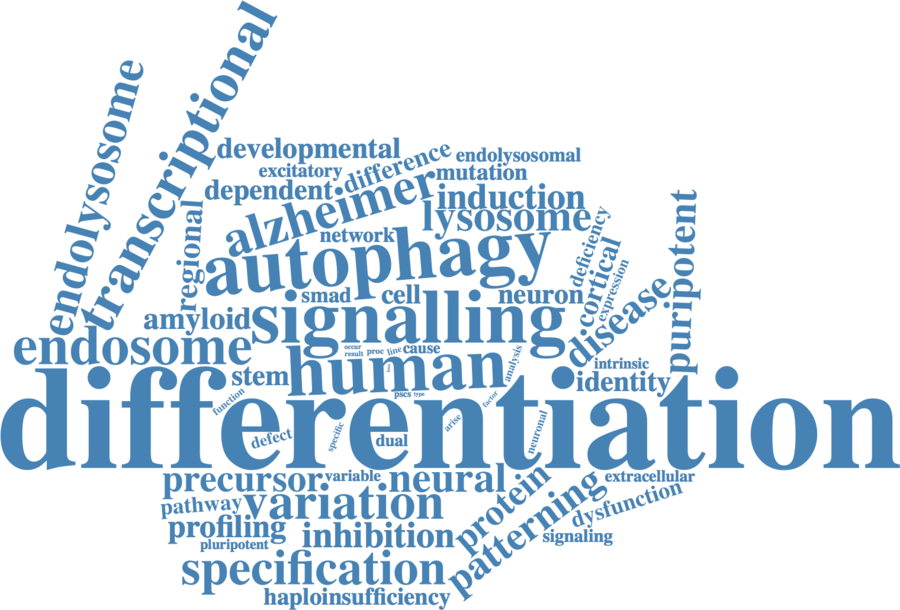 transcriptional
endolysosome
developmental
difference
endolysosomal
excitatory
mutation
dependent
alzheimer
induction
regional
lysosome
network
autophagy
deficiency
cortical
expression
puripotent
smad
cell
neuron
disease
amyloid
signalling
endosome
occur
result
proc
line
cause
analysis
human
intrinsic
stem
identity
pscs
type
function
factor
differentiation
arise
specific
neuronal
defect
dual
precursor
variable
neural
protein
extracellular
pathway
variation
patterning
dysfunction
profiling
inhibition
signaling
pluripotent
specification
haploinsufficiency